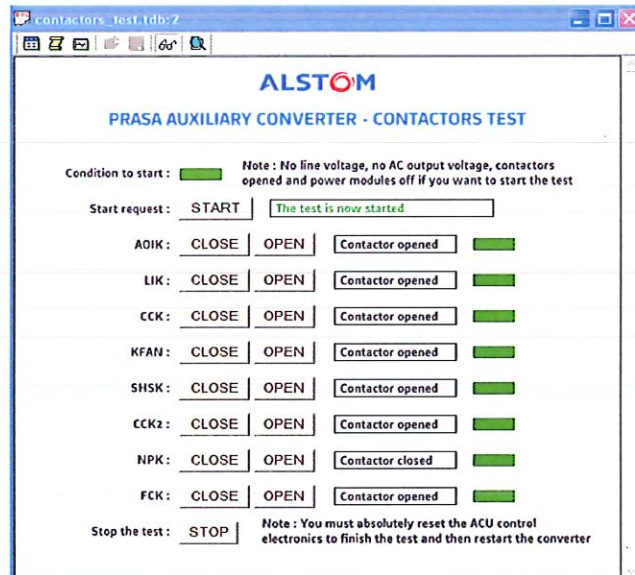 contactors_test.tdb:2
ALSTOM
PRASA AUXILIARY CONVERTER - CONTACTORS TEST
Condition to start : Note : No line voltage, no AC output voltage, contactors
opened and power modules off if you want to start the test
Start request : START The test is now started
AOIK : CLOSE OPEN Contactor opened
LIK : CLOSE OPEN Contactor opened
CCK : CLOSE OPEN Contactor opened
KFAN : CLOSE OPEN Contactor opened
SHSK : CLOSE OPEN Contactor opened
CCK2 : CLOSE OPEN Contactor opened
NPK : CLOSE OPEN Contactor closed
FCK : CLOSE OPEN Contactor opened
Stop the test : STOP Note : You must absolutely reset the ACU control
electronics to finish the test and then restart the converter